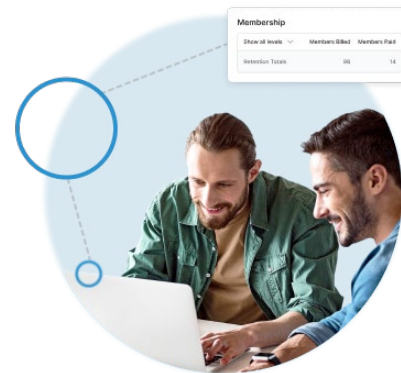 Membership
Show all levels Members Billed Members Paid
Retention Totals 96 14